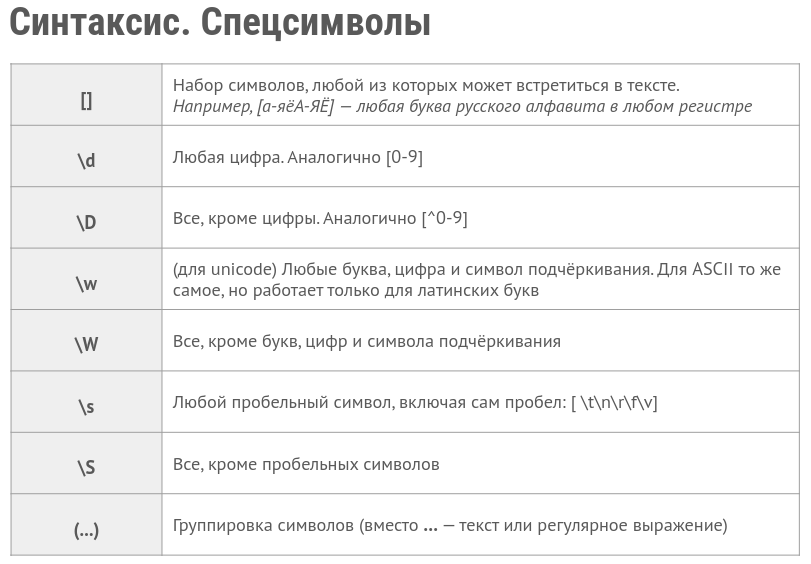 Синтаксис. Спецсимволы
[]
Набор символов, любой из которых может встретиться в тексте.
Например, [а-яёА-ЯЁ] — любая буква русского алфавита в любом регистре
\d
Любая цифра. Аналогично [0-9]
\D
Все, кроме цифры. Аналогично [^0-9]
\w
(для unicode) Любые буква, цифра и символ подчёркивания. Для ASCII то же
самое, но работает только для латинских букв
\W
Все, кроме букв, цифр и символа подчёркивания
\s
Любой пробельный символ, включая сам пробел: [ \t\n\r\f\v]
\S
Все, кроме пробельных символов
(...)
Группировка символов (вместо ... — текст или регулярное выражение)